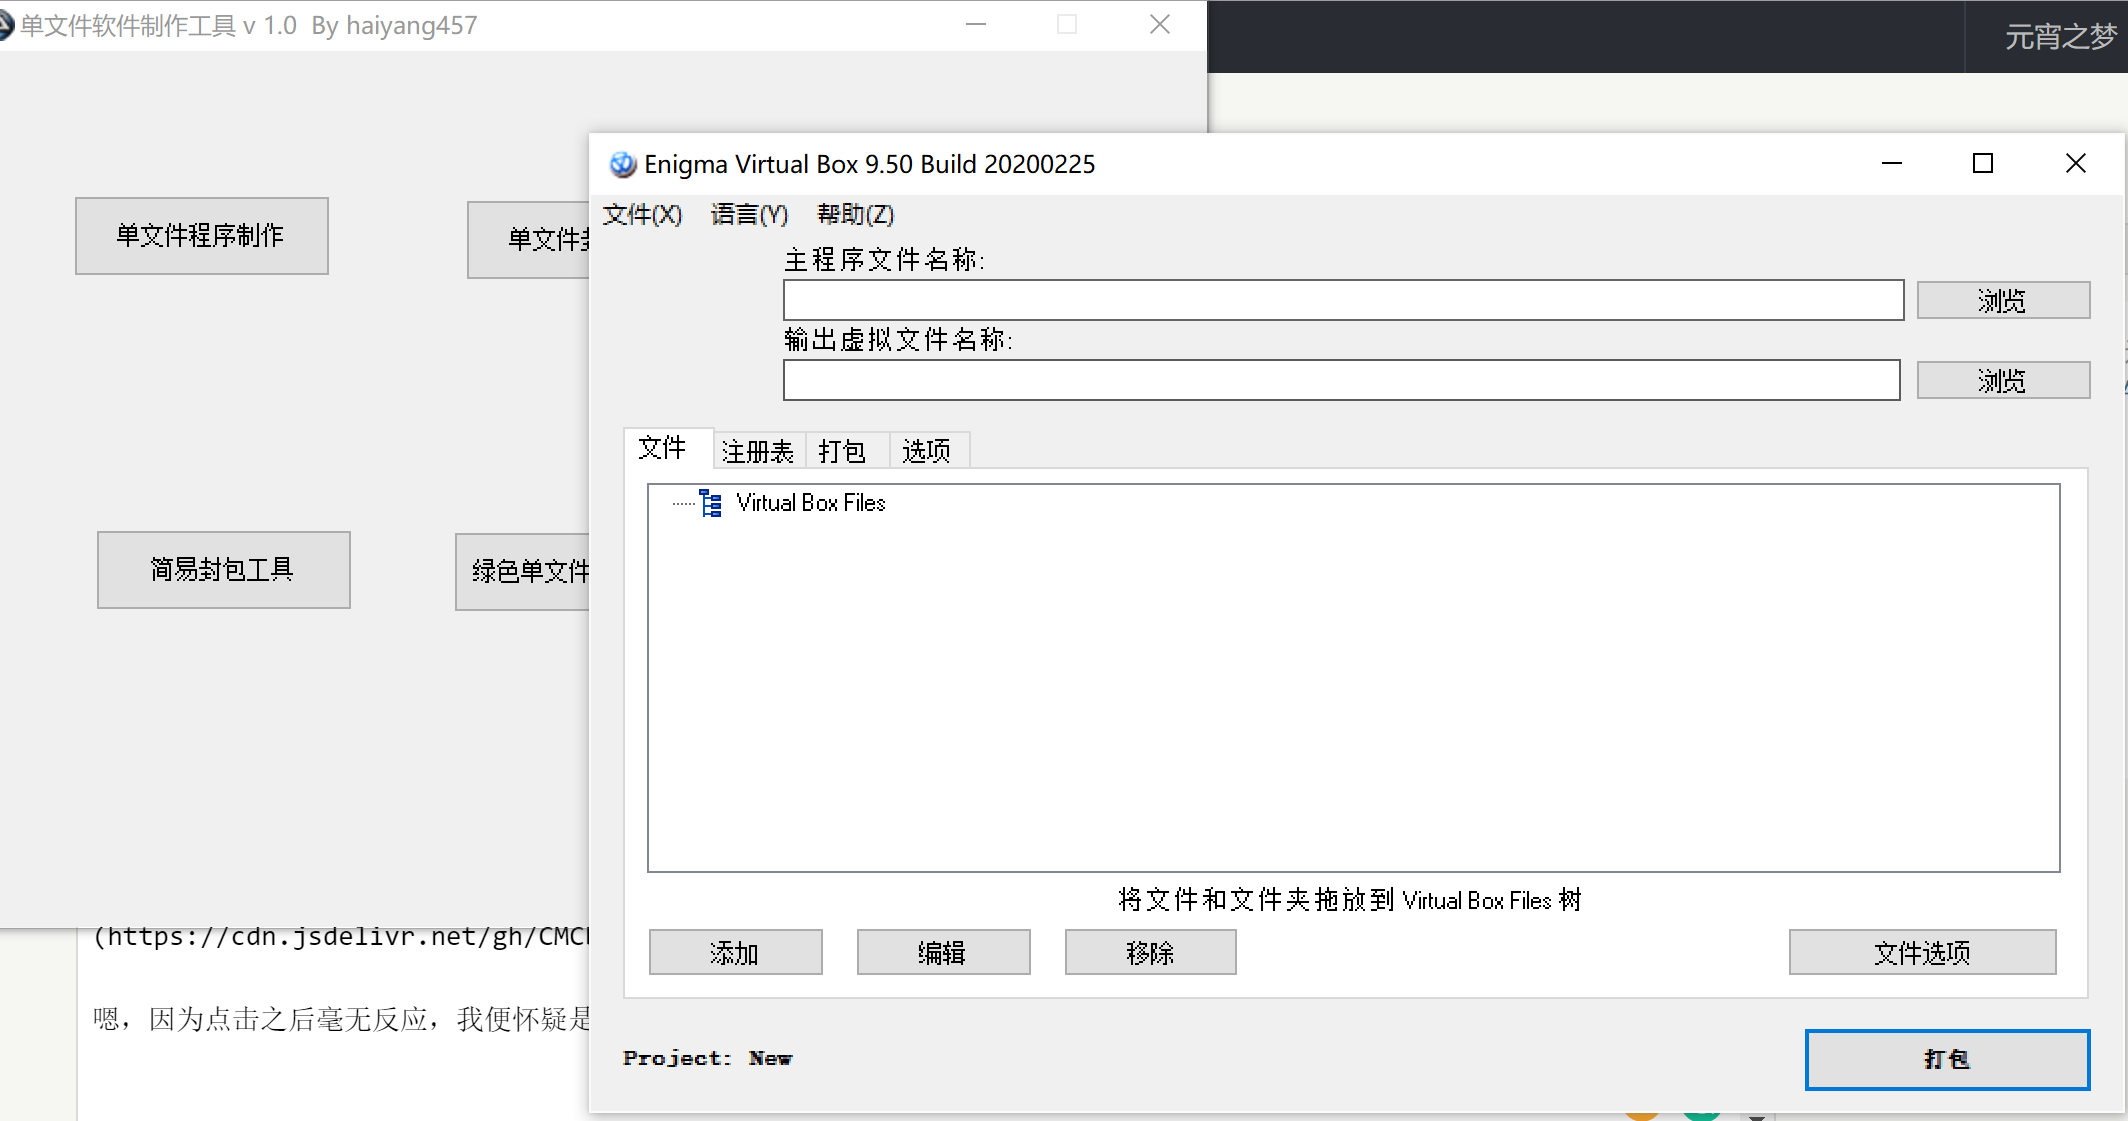 单文件软件制作工具 v 1.0 By haiyang457
元宵之梦
单文件程序制作
单文件
简易封包工具
绿色单文件
(https://cdn.jsdelivr.net/gh/CMC
嗯，因为点击之后毫无反应，我便怀疑是
Enigma Virtual Box 9.50 Build 20200225
文件(X) 语言(Y) 帮助(Z)
主程序文件名称:
浏览
输出虚拟文件名称:
浏览
文件 注册表 打包 选项
Virtual Box Files
将文件和文件夹拖放到 Virtual Box Files 树
添加 编辑 移除 文件选项
Project: New
打包